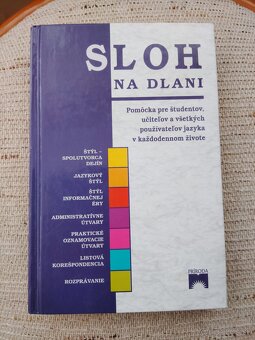 SLOH
NA DLANI
Pomôcka pre študentov,
učiteľov a všetkých
používateľov jazyka
v každodennom živote
ŠTÝL –
SPOLUTVORCA
DEJÍN
JAZYKOVÝ
ŠTÝL
ŠTÝL
INFORMAČNEJ
ÉRY
ADMINISTRATÍVNE
ÚTVARY
PRAKTICKÉ
OZNAMOVACIE
ÚTVARY
LISTOVÁ
KOREŠPONDENCIA
ROZPRÁVANIE
PRÍRODA